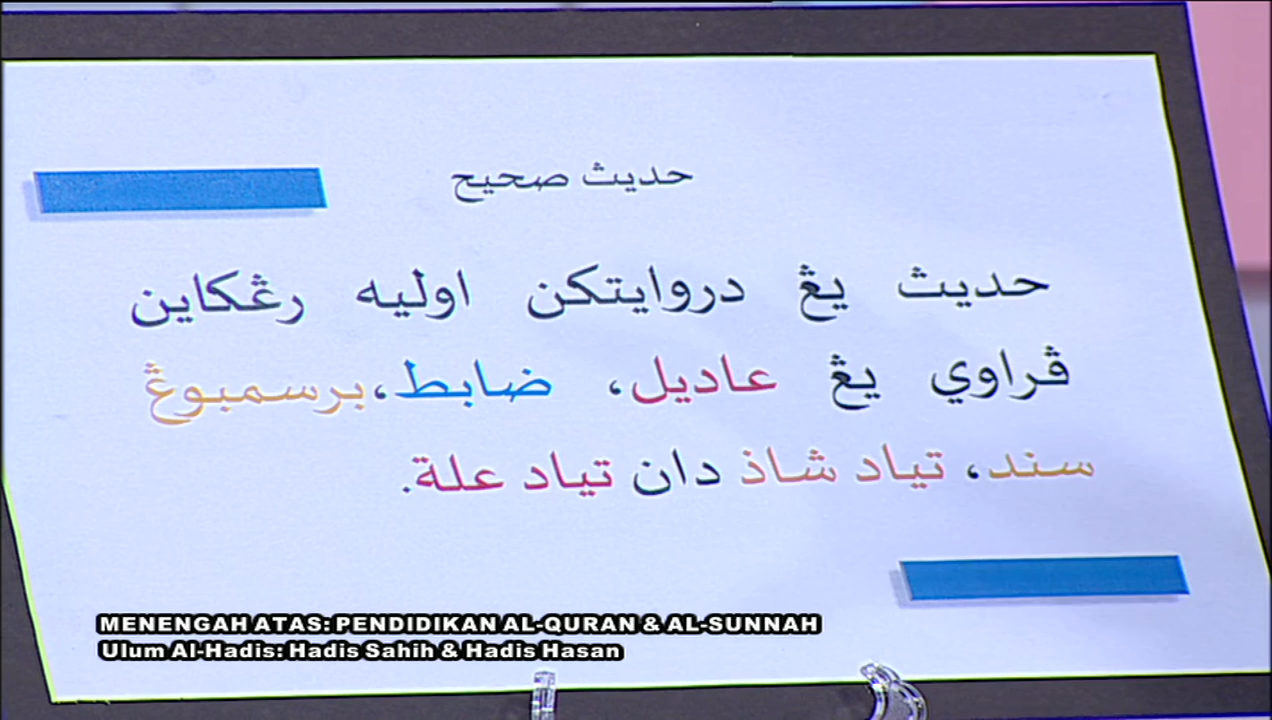 حديث صحيح
حديث يڠ دروايتكن اوليه رڠكاين
ڤراوي يڠ عاديل، ضابط،برسمبوڠ
سند، تياد شاذ دان تياد علة.
MENENGAH ATAS: PENDIDIKAN AL-QURAN & AL-SUNNAH
Ulum Al-Hadis: Hadis Sahih & Hadis Hasan